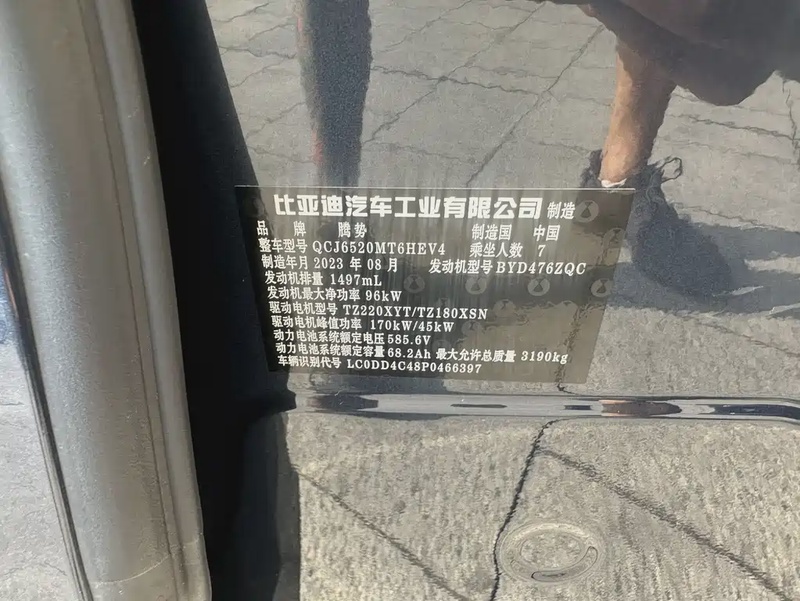 比亚迪汽车工业有限公司 制造
品 牌 腾势 制造国 中国
整车型号 QCJ6520MT6HEV4 乘坐人数 7
制造年月 2023 年 08 月 发动机型号 BYD476ZQC
发动机排量 1497mL
发动机最大净功率 96kW
驱动电机型号 TZ220XYT/TZ180XSN
驱动电机峰值功率 170kW/45kW
动力电池系统额定电压 585.6V
动力电池系统额定容量 68.2Ah 最大允许总质量 3190kg
车辆识别代号 LC0DD4C48P0466397